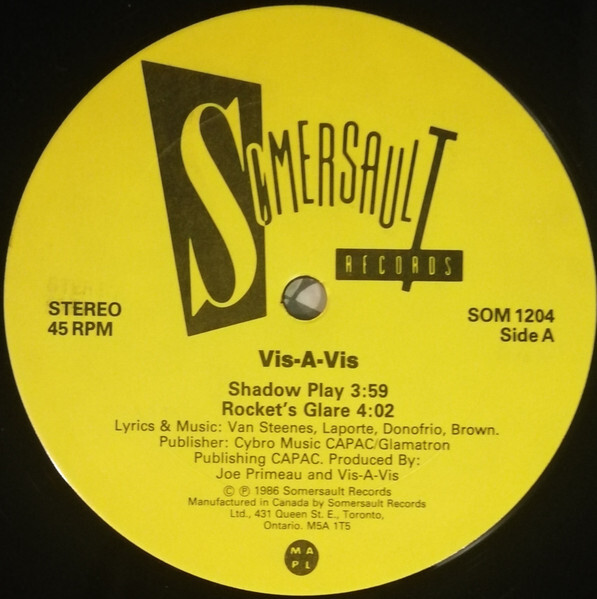 SOMERSAULT
RECORDS
STEREO
45 RPM
SOM 1204
Side A
Vis-A-Vis
Shadow Play 3:59
Rocket's Glare 4:02
Lyrics & Music: Van Steenes, Laporte, Donofrio, Brown.
Publisher: Cybro Music CAPAC/Glamatron
Publishing CAPAC. Produced By:
Joe Primeau and Vis-A-Vis
© ℗ 1986 Somersault Records
Manufactured in Canada by Somersault Records
Ltd., 431 Queen St. E., Toronto,
Ontario. M5A 1T5
M A
P L